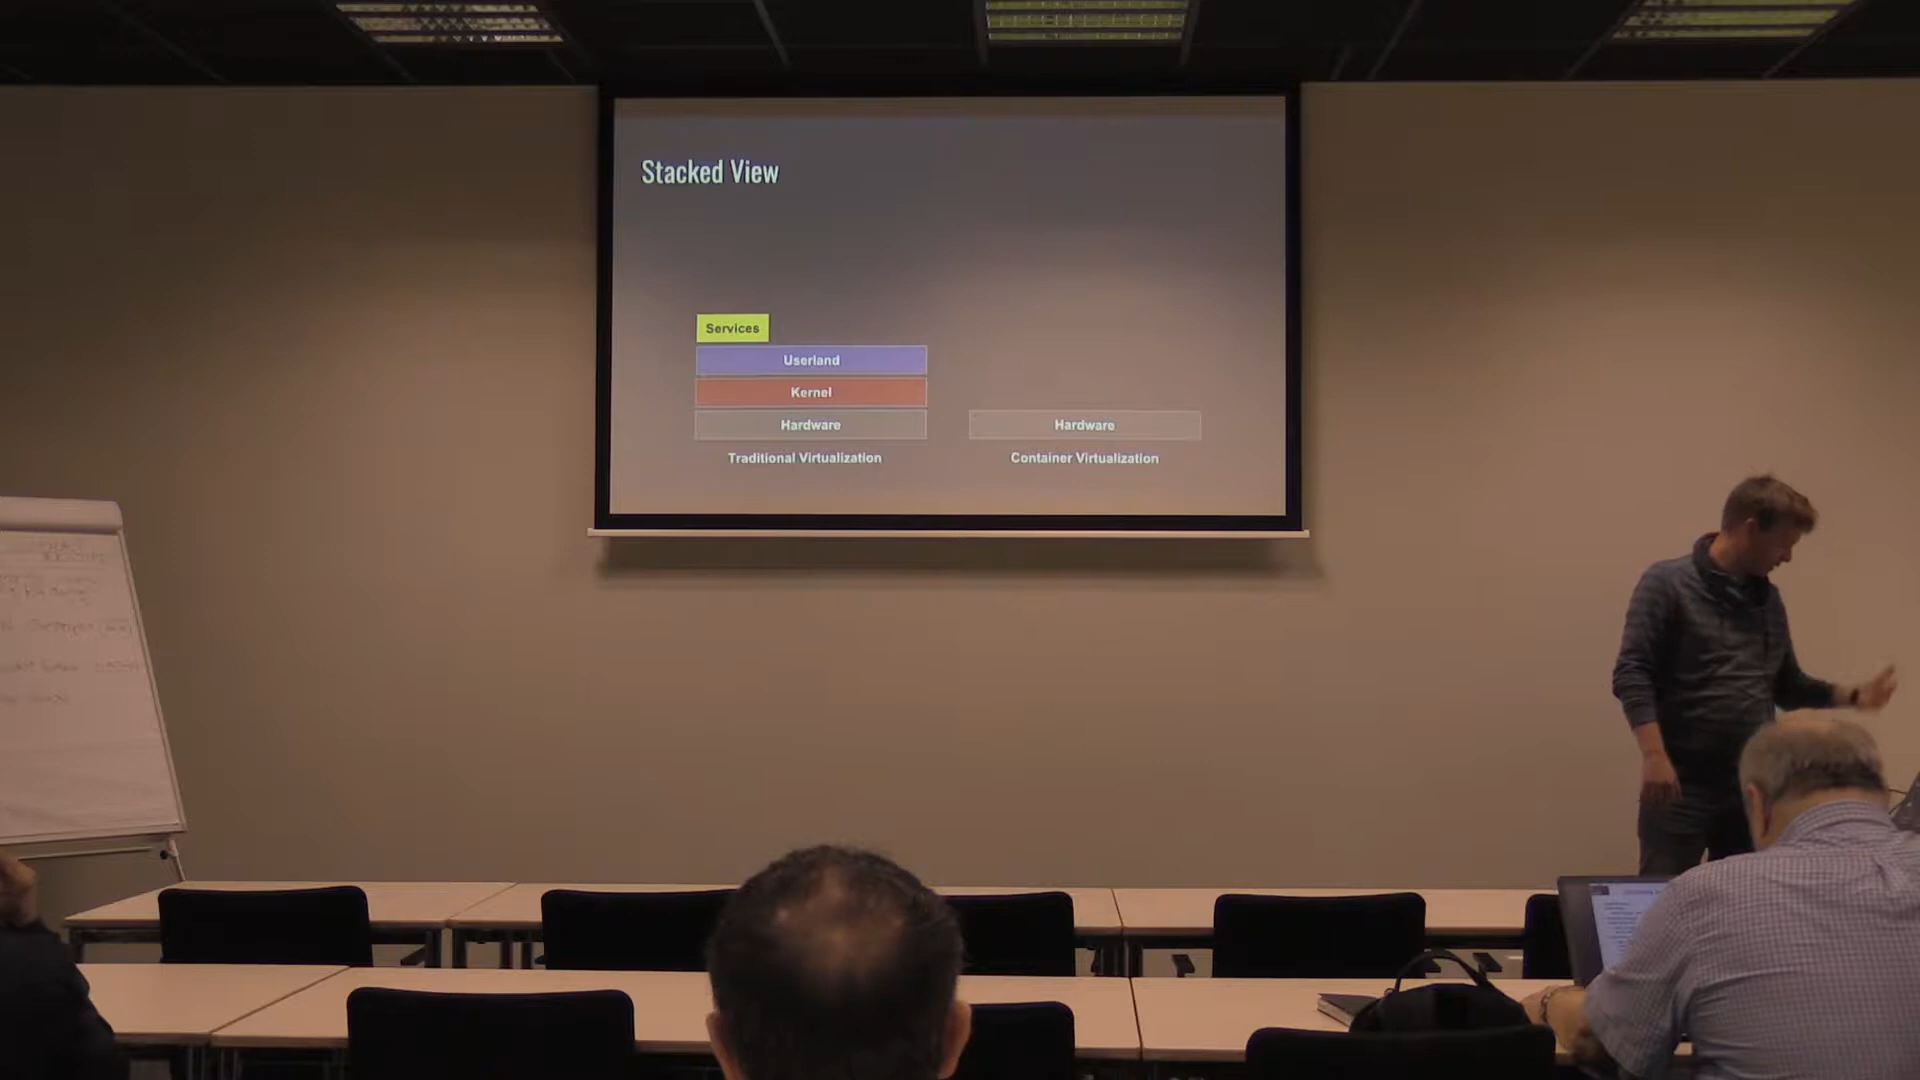 Stacked View
Services
Userland
Kernel
Hardware
Hardware
Traditional Virtualization
Container Virtualization